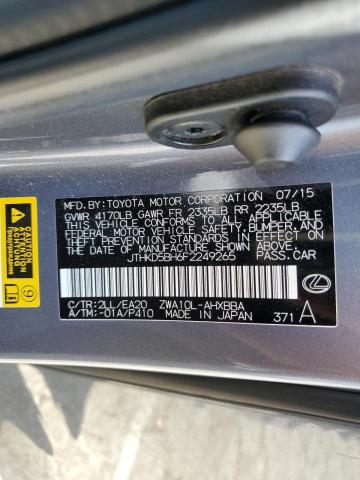 MFD.BY:TOYOTA MOTOR CORPORATION 07/15
GVWR 4170LB GAWR FR 2335LB RR 2235LB
THIS VEHICLE CONFORMS TO ALL APPLICABLE
FEDERAL MOTOR VEHICLE SAFETY, BUMPER, AND
THEFT PREVENTION STANDARDS IN EFFECT ON
THE DATE OF MANUFACTURE SHOWN ABOVE.
JTHKD5BH6F2249265 PASS.CAR
C/TR:2LL/EA20 ZWA10L-AHXBBA
A/TM:-01A/P410 MADE IN JAPAN 371 A
9